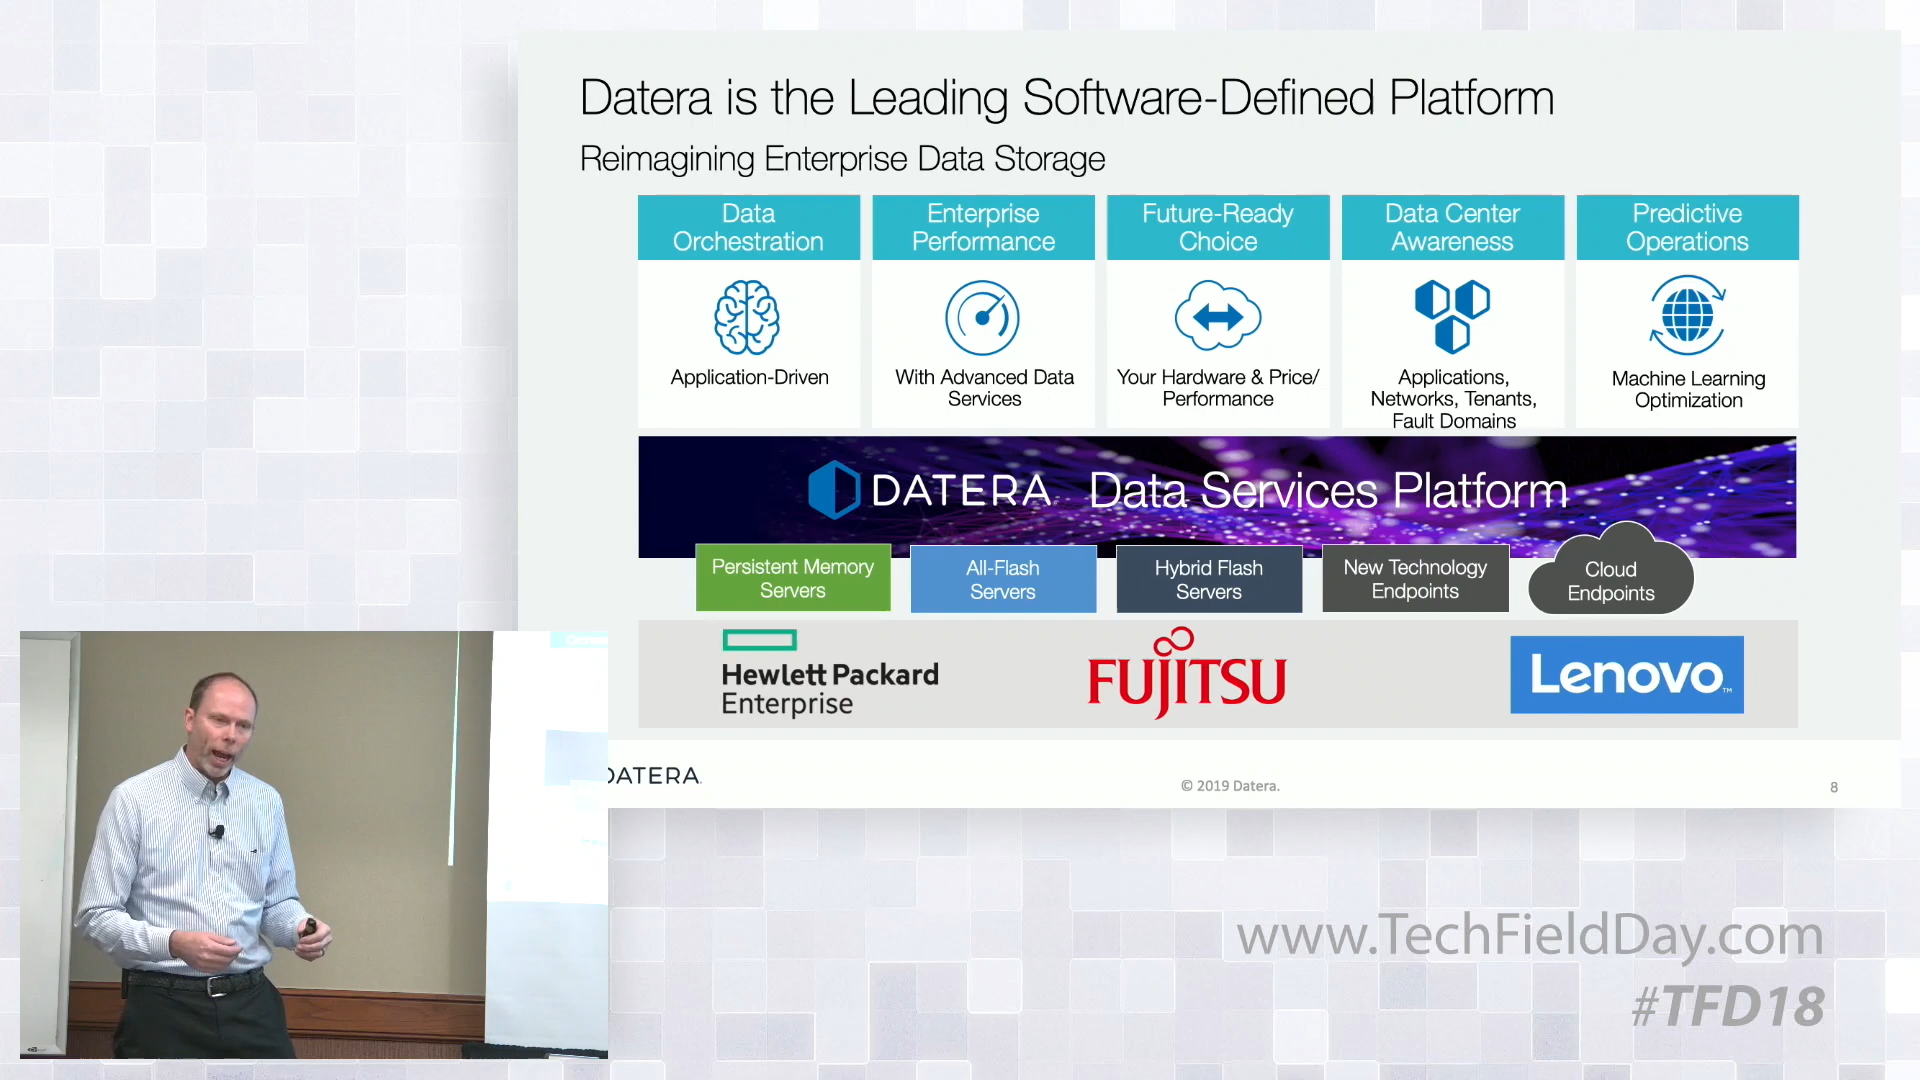 Datera is the Leading Software-Defined Platform
Reimagining Enterprise Data Storage
Data
Orchestration
Application-Driven
Enterprise
Performance
With Advanced Data
Services
Future-Ready
Choice
Your Hardware & Price/
Performance
Data Center
Awareness
Applications,
Networks, Tenants,
Fault Domains
Predictive
Operations
Machine Learning
Optimization
DATERA Data Services Platform
Persistent Memory
Servers
All-Flash
Servers
Hybrid Flash
Servers
New Technology
Endpoints
Cloud
Endpoints
Hewlett Packard
Enterprise
FUJITSU
Lenovo™
DATERA.
© 2019 Datera.
8
www.TechFieldDay.com
#TFD18